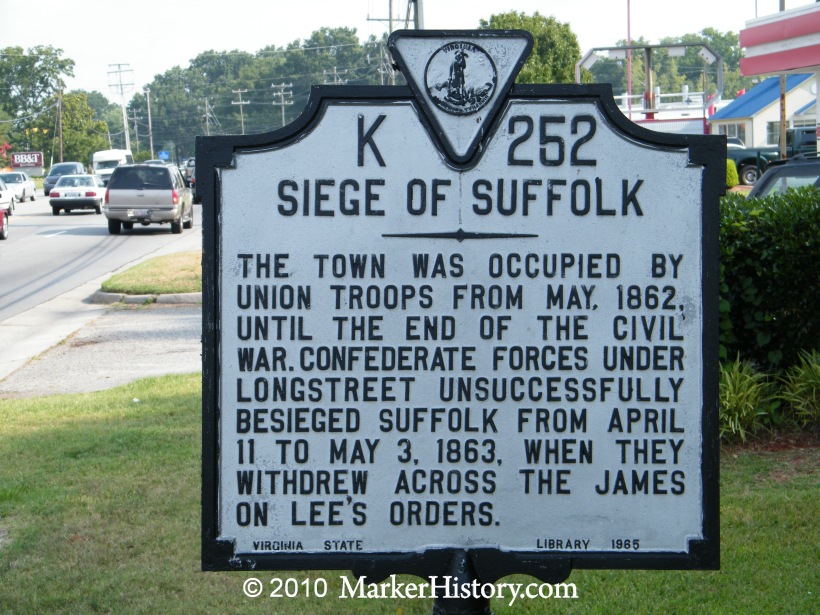 VIRGINIA
K 252
SIEGE OF SUFFOLK
THE TOWN WAS OCCUPIED BY
UNION TROOPS FROM MAY, 1862,
UNTIL THE END OF THE CIVIL
WAR. CONFEDERATE FORCES UNDER
LONGSTREET UNSUCCESSFULLY
BESIEGED SUFFOLK FROM APRIL
11 TO MAY 3, 1863, WHEN THEY
WITHDREW ACROSS THE JAMES
ON LEE'S ORDERS.
VIRGINIA STATE LIBRARY 1965
BB&T
© 2010 MarkerHistory.com